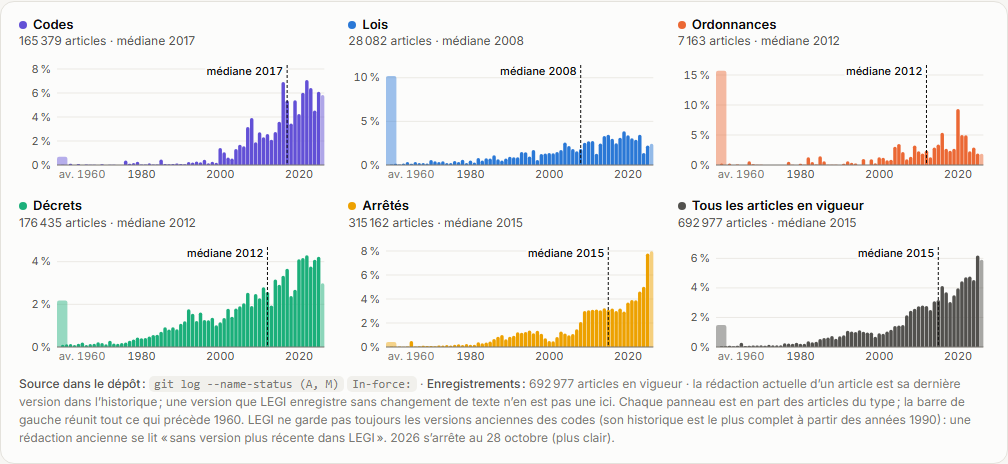 Codes
165 379 articles · médiane 2017
8 %
6 %
4 %
2 %
0 %
médiane 2017
av. 1960
1980
2000
2020
Lois
28 082 articles · médiane 2008
10 %
5 %
0 %
médiane 2008
av. 1960
1980
2000
2020
Ordonnances
7 163 articles · médiane 2012
15 %
10 %
5 %
0 %
médiane 2012
av. 1960
1980
2000
2020
Décrets
176 435 articles · médiane 2012
4 %
2 %
0 %
médiane 2012
av. 1960
1980
2000
2020
Arrêtés
315 162 articles · médiane 2015
8 %
6 %
4 %
2 %
0 %
médiane 2015
av. 1960
1980
2000
2020
Tous les articles en vigueur
692 977 articles · médiane 2015
6 %
4 %
2 %
0 %
médiane 2015
av. 1960
1980
2000
2020
Source dans le dépôt : git log --name-status (A, M) In-force: · Enregistrements : 692 977 articles en vigueur · la rédaction actuelle d’un article est sa dernière
version dans l’historique ; une version que LEGI enregistre sans changement de texte n’en est pas une ici. Chaque panneau est en part des articles du type ; la barre de
gauche réunit tout ce qui précède 1960. LEGI ne garde pas toujours les versions anciennes des codes (son historique est le plus complet à partir des années 1990) : une
rédaction ancienne se lit « sans version plus récente dans LEGI ». 2026 s’arrête au 28 octobre (plus clair).